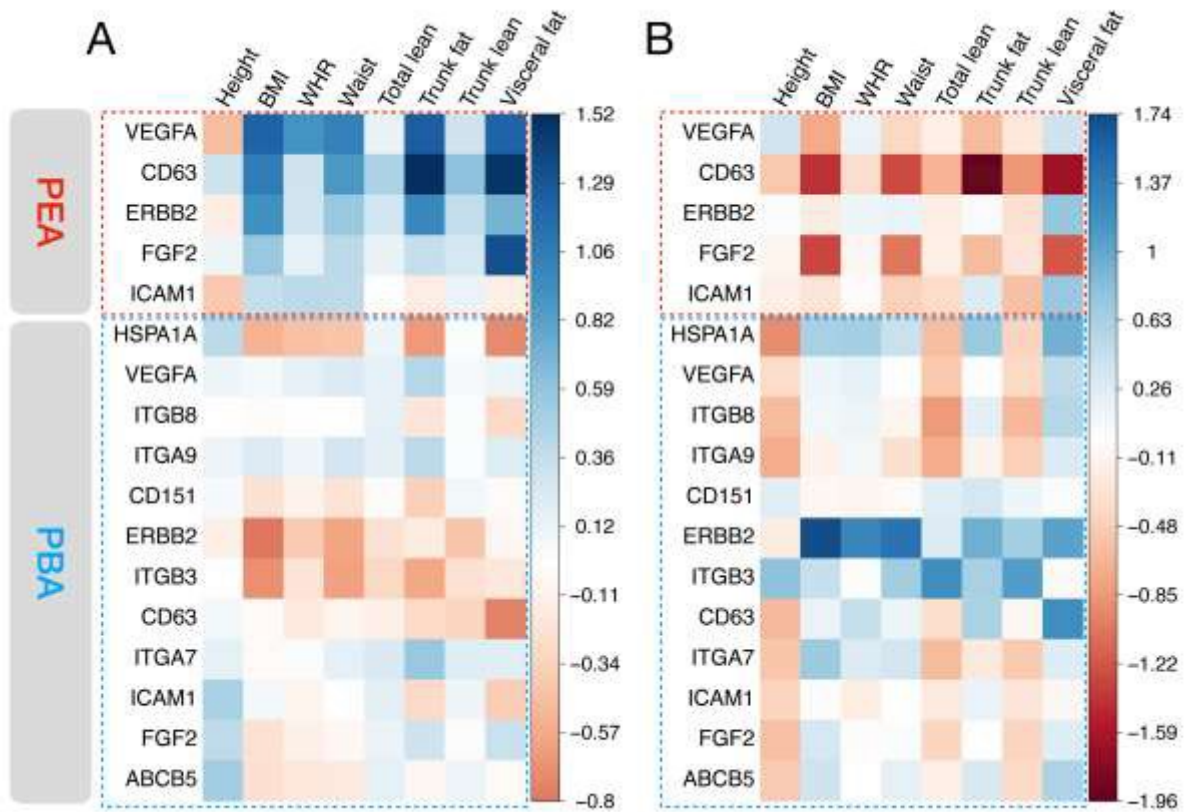 A
Height
BMI
WHR
Waist
Total lean
Trunk fat
Trunk lean
Visceral fat
PEA
VEGFA
CD63
ERBB2
FGF2
ICAM1
PBA
HSPA1A
VEGFA
ITGB8
ITGA9
CD151
ERBB2
ITGB3
CD63
ITGA7
ICAM1
FGF2
ABCB5
1.52
1.29
1.06
0.82
0.59
0.36
0.12
−0.11
−0.34
−0.57
−0.8
B
Height
BMI
WHR
Waist
Total lean
Trunk fat
Trunk lean
Visceral fat
VEGFA
CD63
ERBB2
FGF2
ICAM1
HSPA1A
VEGFA
ITGB8
ITGA9
CD151
ERBB2
ITGB3
CD63
ITGA7
ICAM1
FGF2
ABCB5
1.74
1.37
1
0.63
0.26
−0.11
−0.48
−0.85
−1.22
−1.59
−1.96